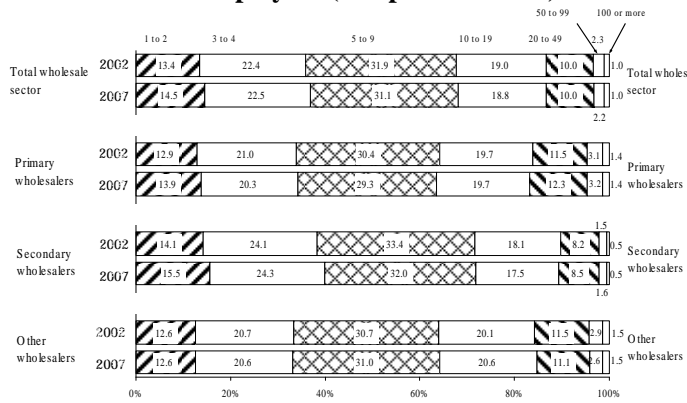 50 to 99 100 or more
1 to 2 3 to 4 5 to 9 10 to 19 20 to 49 2.3
Total wholesale sector 2002 13.4 22.4 31.9 19.0 10.0 1.0 Total wholes sector
2007 14.5 22.5 31.1 18.8 10.0 1.0
2.2
Primary wholesalers 2002 12.9 21.0 30.4 19.7 11.5 3.1 1.4 Primary wholesalers
2007 13.9 20.3 29.3 19.7 12.3 3.2 1.4
1.5
Secondary wholesalers 2002 14.1 24.1 33.4 18.1 8.2 0.5 Secondary wholesalers
2007 15.5 24.3 32.0 17.5 8.5 0.5
1.6
Other wholesalers 2002 12.6 20.7 30.7 20.1 11.5 2.9 1.5 Other wholesalers
2007 12.6 20.6 31.0 20.6 11.1 2.6 1.5
0% 20% 40% 60% 80% 100%